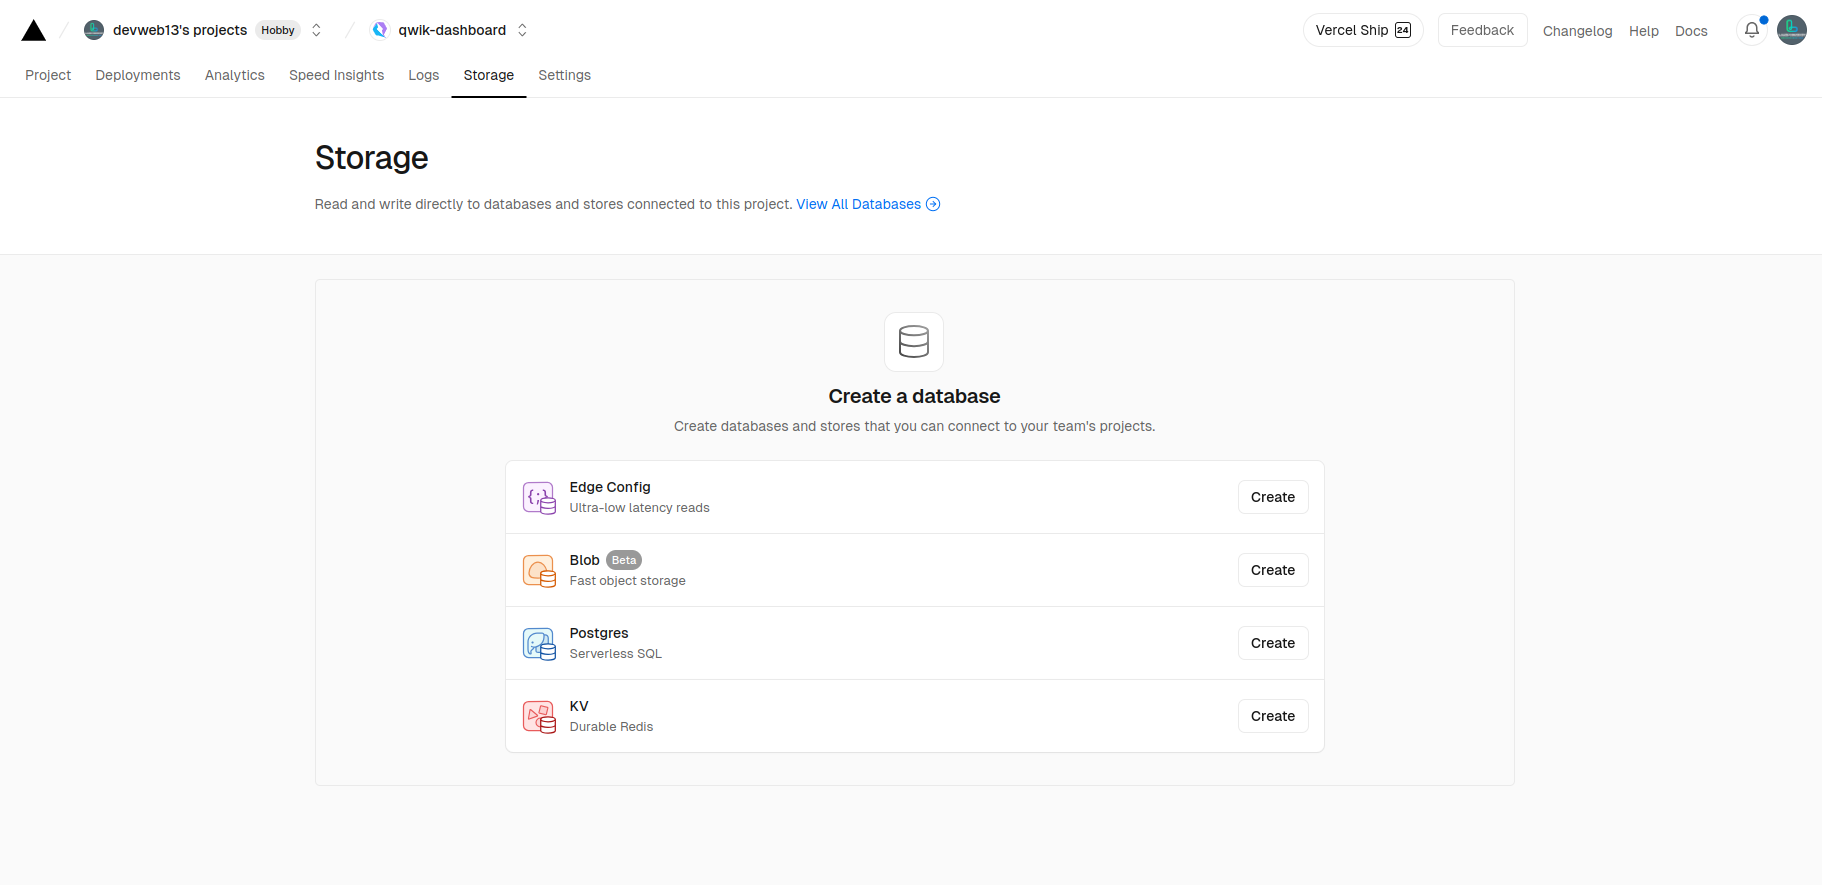 devweb13's projects Hobby qwik-dashboard Vercel Ship 24 Feedback Changelog Help Docs
Project Deployments Analytics Speed Insights Logs Storage Settings
Storage
Read and write directly to databases and stores connected to this project. View All Databases
Create a database
Create databases and stores that you can connect to your team's projects.
Edge Config
Ultra-low latency reads
Create
Blob Beta
Fast object storage
Create
Postgres
Serverless SQL
Create
KV
Durable Redis
Create